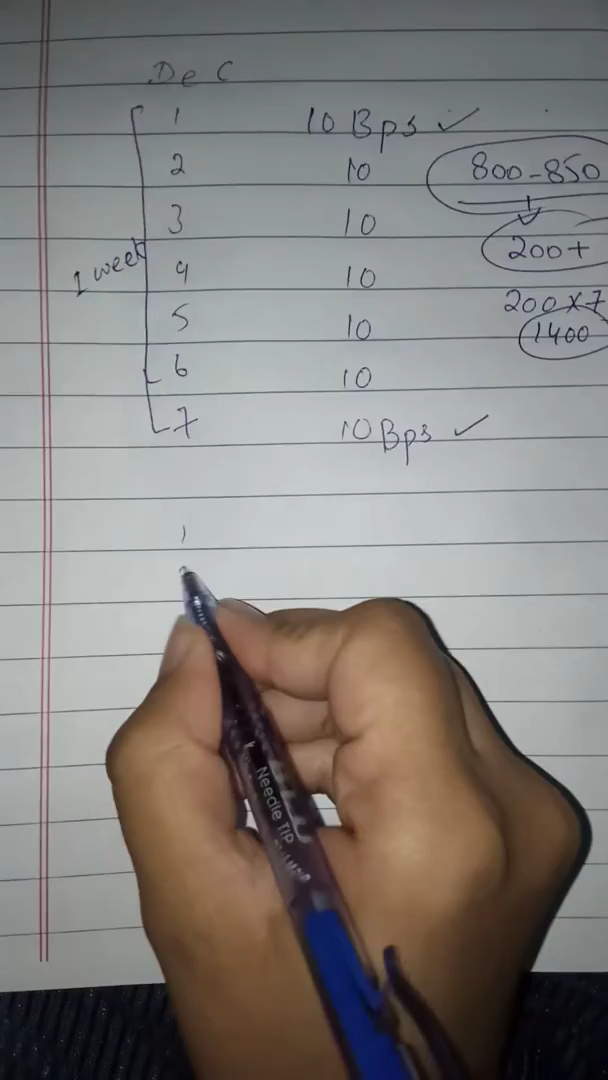 Dec
1 10 Bps ✓
2 10
800-850
3 10
200+
1 week
4 10
200x7
5 10
1400
6 10
7 10 Bps ✓
1
Needle TIP